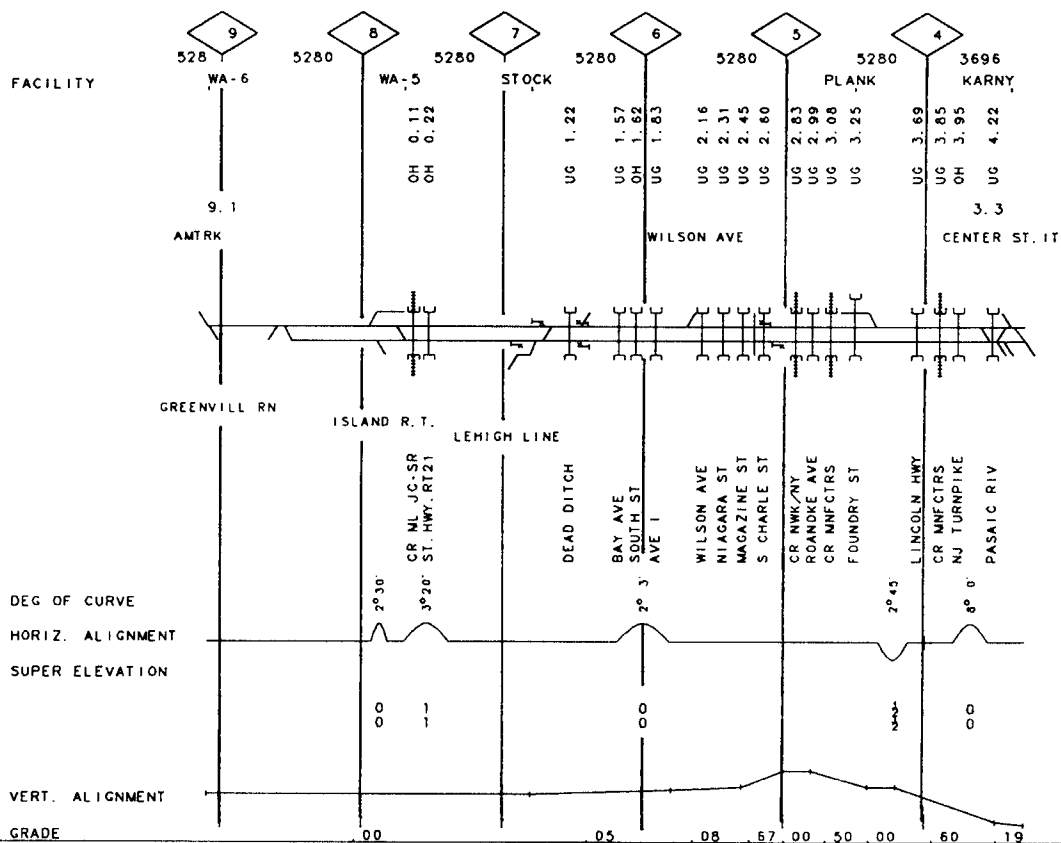 9 8 7 6 5 4
528 5280 5280 5280 5280 5280 3696
FACILITY WA-6 WA-5 STOCK PLANK KARNY
OH 0.11
OH 0.22
UG 1.22
UG 1.57
OH 1.62
UG 1.83
UG 2.16
UG 2.31
UG 2.45
UG 2.60
UG 2.83
UG 2.99
UG 3.08
UG 3.25
UG 3.69
UG 3.85
OH 3.95
UG 4.22
9.1 3.3
AMTRK WILSON AVE CENTER ST. IT
GREENVILL RN
ISLAND R.T.
LEHIGH LINE
CR ML JC-SR
ST. HWY. RT21
DEAD DITCH
BAY AVE
SOUTH ST
AVE I
WILSON AVE
NIAGARA ST
MAGAZINE ST
S CHARLE ST
CR NWK/NY
ROANDKE AVE
CR MNFCTRS
FOUNDRY ST
LINCOLN HWY
CR MNFCTRS
NJ TURNPIKE
PASAIC RIV
DEG OF CURVE 2° 30' 3° 20' 2° 3' 2° 45' 8° 0'
HORIZ. ALIGNMENT
SUPER ELEVATION
0 1 0 0
0 1 0 0
VERT. ALIGNMENT
GRADE .00 .05 .08 .67 .00 .50 .00 .60 .19